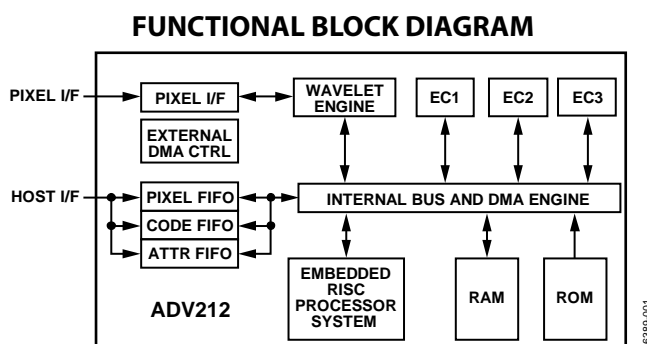 FUNCTIONAL BLOCK DIAGRAM
PIXEL I/F
PIXEL I/F
WAVELET
ENGINE
EC1
EC2
EC3
EXTERNAL
DMA CTRL
HOST I/F
PIXEL FIFO
CODE FIFO
ATTR FIFO
INTERNAL BUS AND DMA ENGINE
EMBEDDED
RISC
PROCESSOR
SYSTEM
RAM
ROM
ADV212